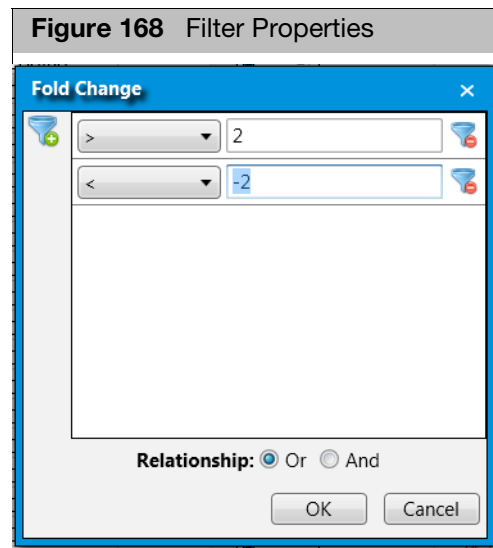 Figure 168 Filter Properties
Fold Change
> 2
< -2
Relationship: Or And
OK Cancel